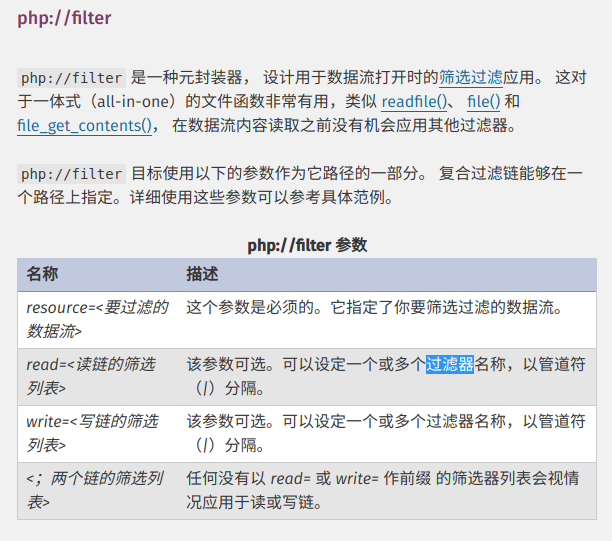 php://filter
php://filter 是一种元封装器， 设计用于数据流打开时的筛选过滤应用。 这对
于一体式（all-in-one）的文件函数非常有用，类似 readfile()、 file() 和
file_get_contents()， 在数据流内容读取之前没有机会应用其他过滤器。
php://filter 目标使用以下的参数作为它路径的一部分。 复合过滤链能够在一
个路径上指定。详细使用这些参数可以参考具体范例。
php://filter 参数
名称 描述
resource=<要过滤的 这个参数是必须的。它指定了你要筛选过滤的数据流。
数据流>
read=<读链的筛选 该参数可选。可以设定一个或多个过滤器名称，以管道符
列表> （|）分隔。
write=<写链的筛选 该参数可选。可以设定一个或多个过滤器名称，以管道符
列表> （|）分隔。
<；两个链的筛选列 任何没有以 read= 或 write= 作前缀 的筛选器列表会视情
表> 况应用于读或写链。